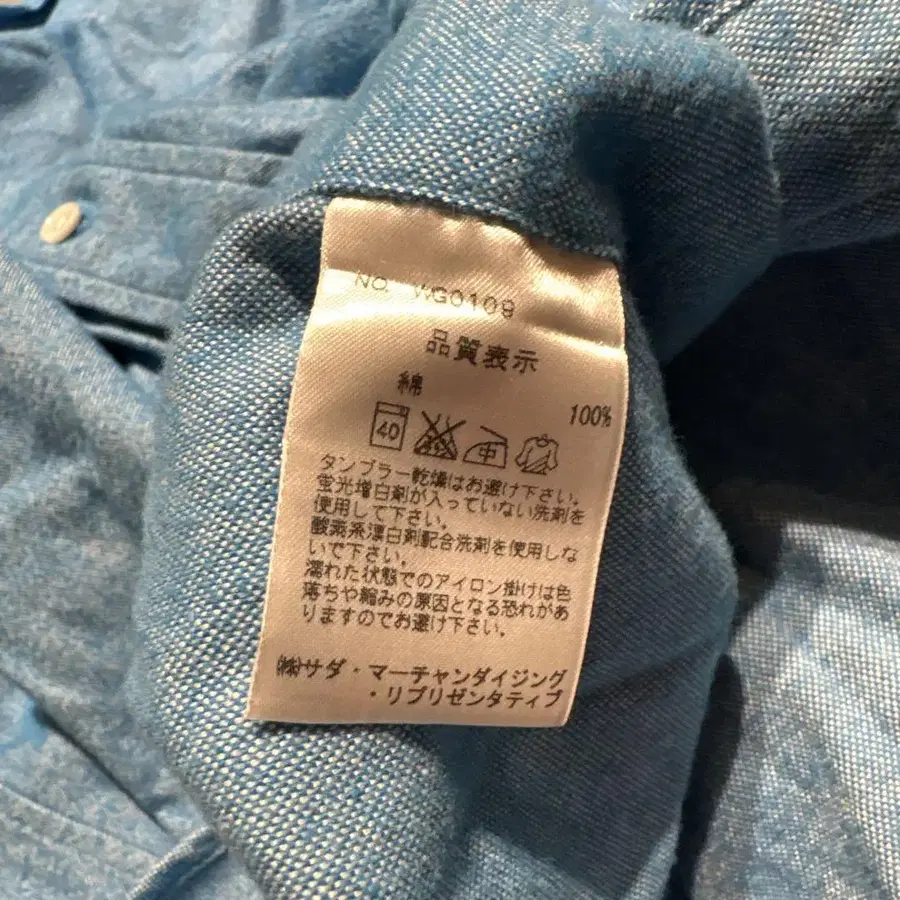 NO. WG0109
品質表示
綿 100%
40 中
タンブラー乾燥はお避け下さい。
蛍光増白剤が入っていない洗剤を
使用して下さい。
酸素系漂白剤配合洗剤を使用しな
いで下さい。
濡れた状態でのアイロン掛けは色
落ちや縮みの原因となる恐れがあ
りますのでお避け下さい。
㈱サダ・マーチャンダイジング
・リプリゼンタティブ